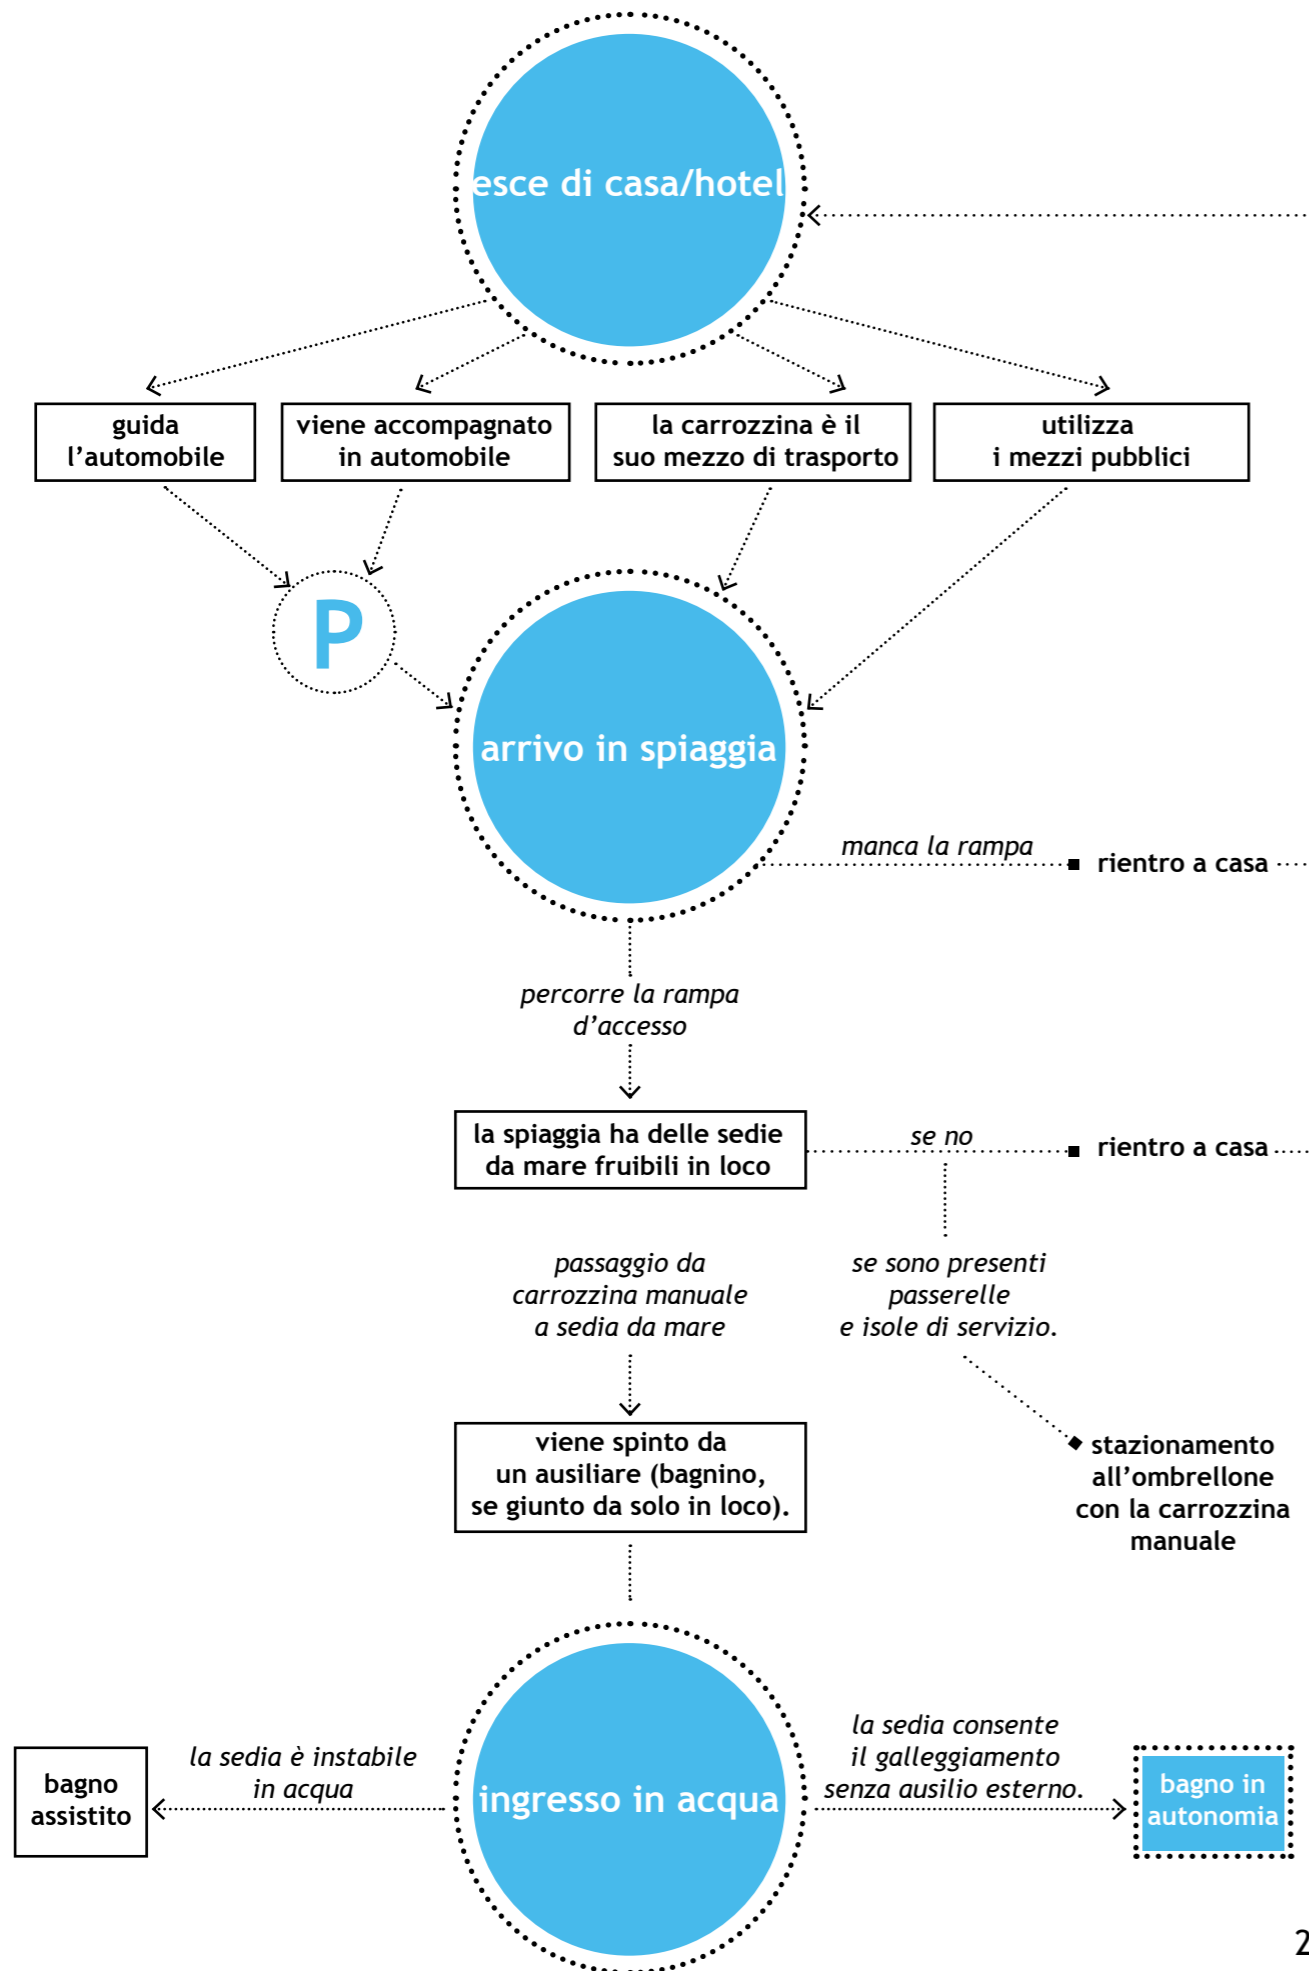 esce di casa/hotel
guida
l’automobile
viene accompagnato
in automobile
la carrozzina è il
suo mezzo di trasporto
utilizza
i mezzi pubblici
P
arrivo in spiaggia
manca la rampa
rientro a casa
percorre la rampa
d’accesso
la spiaggia ha delle sedie
da mare fruibili in loco
se no
rientro a casa
passaggio da
carrozzina manuale
a sedia da mare
se sono presenti
passerelle
e isole di servizio.
viene spinto da
un ausiliare (bagnino,
se giunto da solo in loco).
stazionamento
all’ombrellone
con la carrozzina
manuale
ingresso in acqua
la sedia è instabile
in acqua
bagno
assistito
la sedia consente
il galleggiamento
senza ausilio esterno.
bagno in
autonomia
2